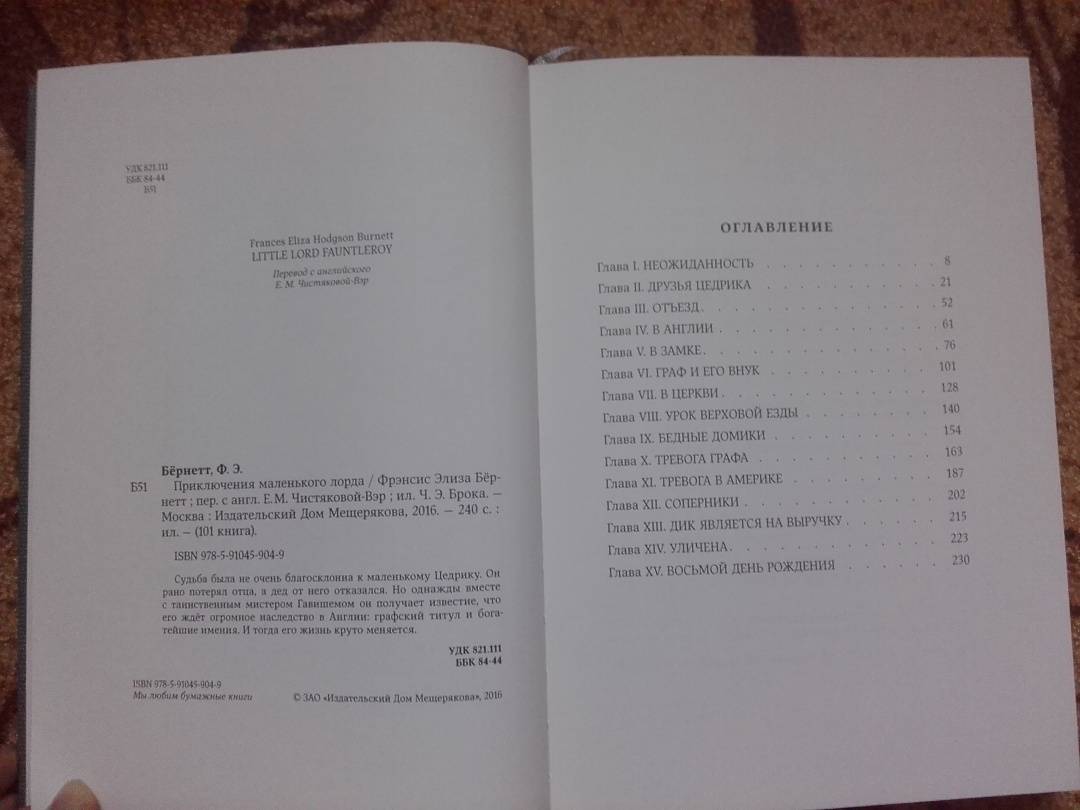 УДК 821.111
ББК 84-44
Б51
Frances Eliza Hodgson Burnett
LITTLE LORD FAUNTLEROY
Перевод с английского
Е. М. Чистяковой-Вэр
Бёрнетт, Ф. Э.
Б51 Приключения маленького лорда / Фрэнсис Элиза Бёр-
нетт ; пер. с англ. Е.М. Чистяковой-Вэр ; ил. Ч. Э. Брока. —
Москва : Издательский Дом Мещерякова, 2016. — 240 с. :
ил. — (101 книга).
ISBN 978-5-91045-904-9
Судьба была не очень благосклонна к маленькому Цедрику. Он
рано потерял отца, а дед от него отказался. Но однажды вместе
с таинственным мистером Гавишемом он получает известие, что
его ждёт огромное наследство в Англии: графский титул и бога-
тейшие имения. И тогда его жизнь круто меняется.
УДК 821.111
ББК 84-44
ISBN 978-5-91045-904-9
Мы любим бумажные книги
© ЗАО «Издательский Дом Мещерякова», 2016
ОГЛАВЛЕНИЕ
Глава I. НЕОЖИДАННОСТЬ . . . . . . . . . . 8
Глава II. ДРУЗЬЯ ЦЕДРИКА . . . . . . . . . . 21
Глава III. ОТЪЕЗД. . . . . . . . . . . . . 52
Глава IV. В АНГЛИИ . . . . . . . . . . . . 61
Глава V. В ЗАМКЕ. . . . . . . . . . . . . 76
Глава VI. ГРАФ И ЕГО ВНУК . . . . . . . . . 101
Глава VII. В ЦЕРКВИ . . . . . . . . . . . . 128
Глава VIII. УРОК ВЕРХОВОЙ ЕЗДЫ . . . . . . . 140
Глава IX. БЕДНЫЕ ДОМИКИ . . . . . . . . . 154
Глава X. ТРЕВОГА ГРАФА . . . . . . . . . . 163
Глава XI. ТРЕВОГА В АМЕРИКЕ . . . . . . . . 187
Глава XII. СОПЕРНИКИ . . . . . . . . . . . 202
Глава XIII. ДИК ЯВЛЯЕТСЯ НА ВЫРУЧКУ . . . . . 215
Глава XIV. УЛИЧЕНА . . . . . . . . . . . . 223
Глава XV. ВОСЬМОЙ ДЕНЬ РОЖДЕНИЯ . . . . . 230